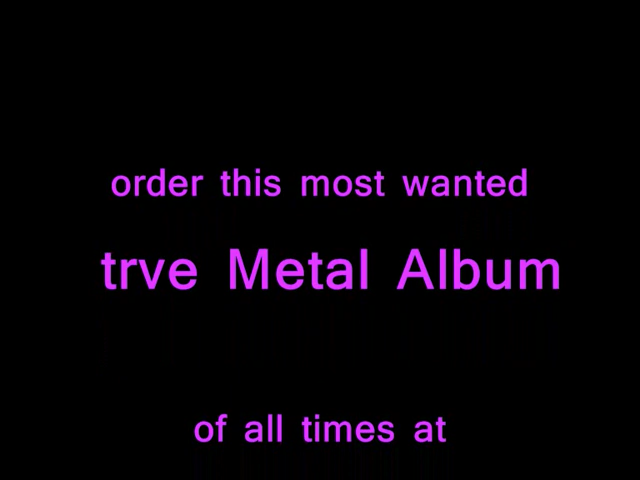 order this most wanted
trve Metal Album
of all times at